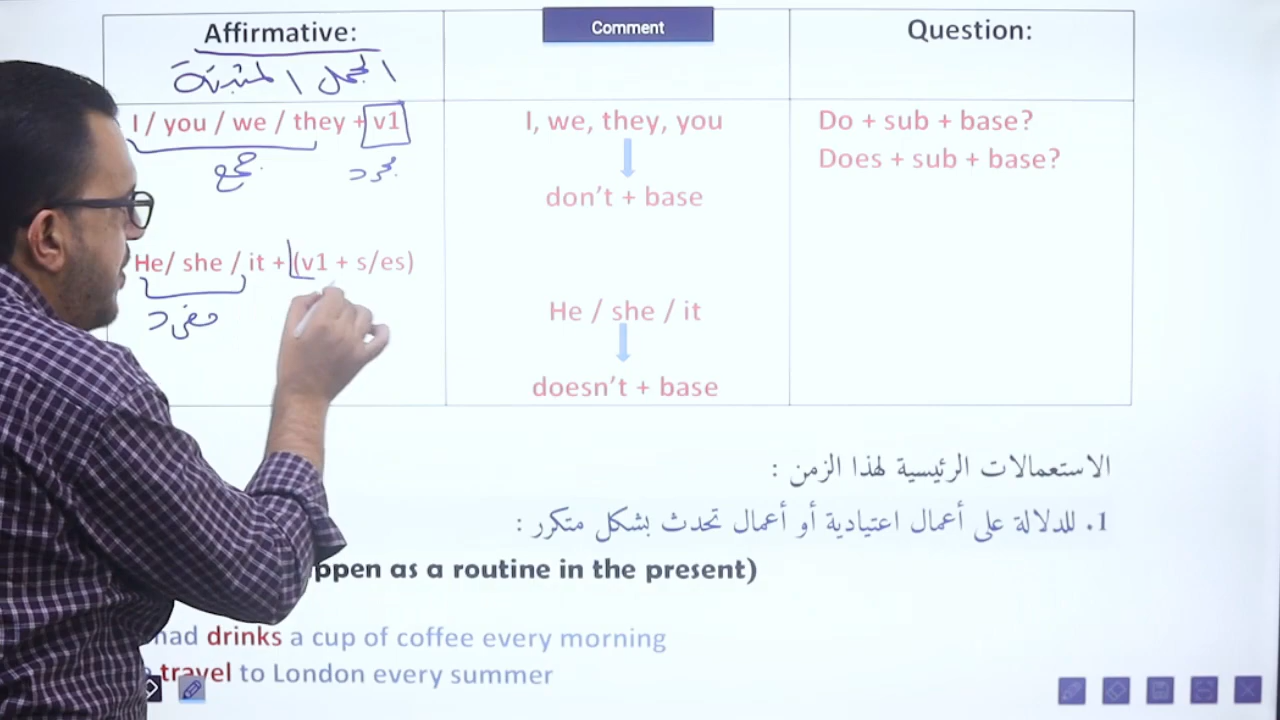 Affirmative:
Comment
Question:
الجمل المثبتة
I / you / we / they + v1
جمع
مجرد
He/ she / it + (v1 + s/es)
مفرد
I, we, they, you
don’t + base
He / she / it
doesn’t + base
Do + sub + base?
Does + sub + base?
الاستعمالات الرئيسية لهذا الزمن :
1. للدلالة على أعمال اعتيادية أو أعمال تحدث بشكل متكرر :
ppen as a routine in the present)
drinks a cup of coffee every morning
travel to London every summer